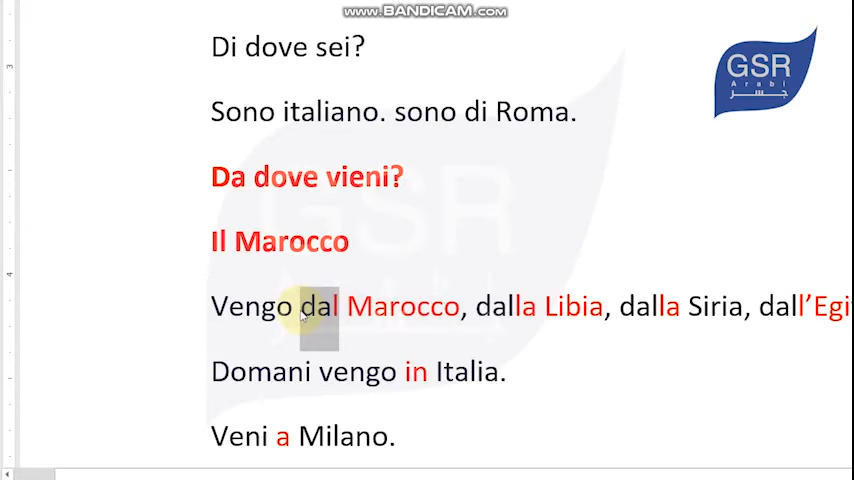 WWW.BANDICAM.COM
Di dove sei?
GSR
Arabi
جسر
Sono italiano. sono di Roma.
Da dove vieni?
Il Marocco
Vengo dal Marocco, dalla Libia, dalla Siria, dall’Egi
Domani vengo in Italia.
Veni a Milano.